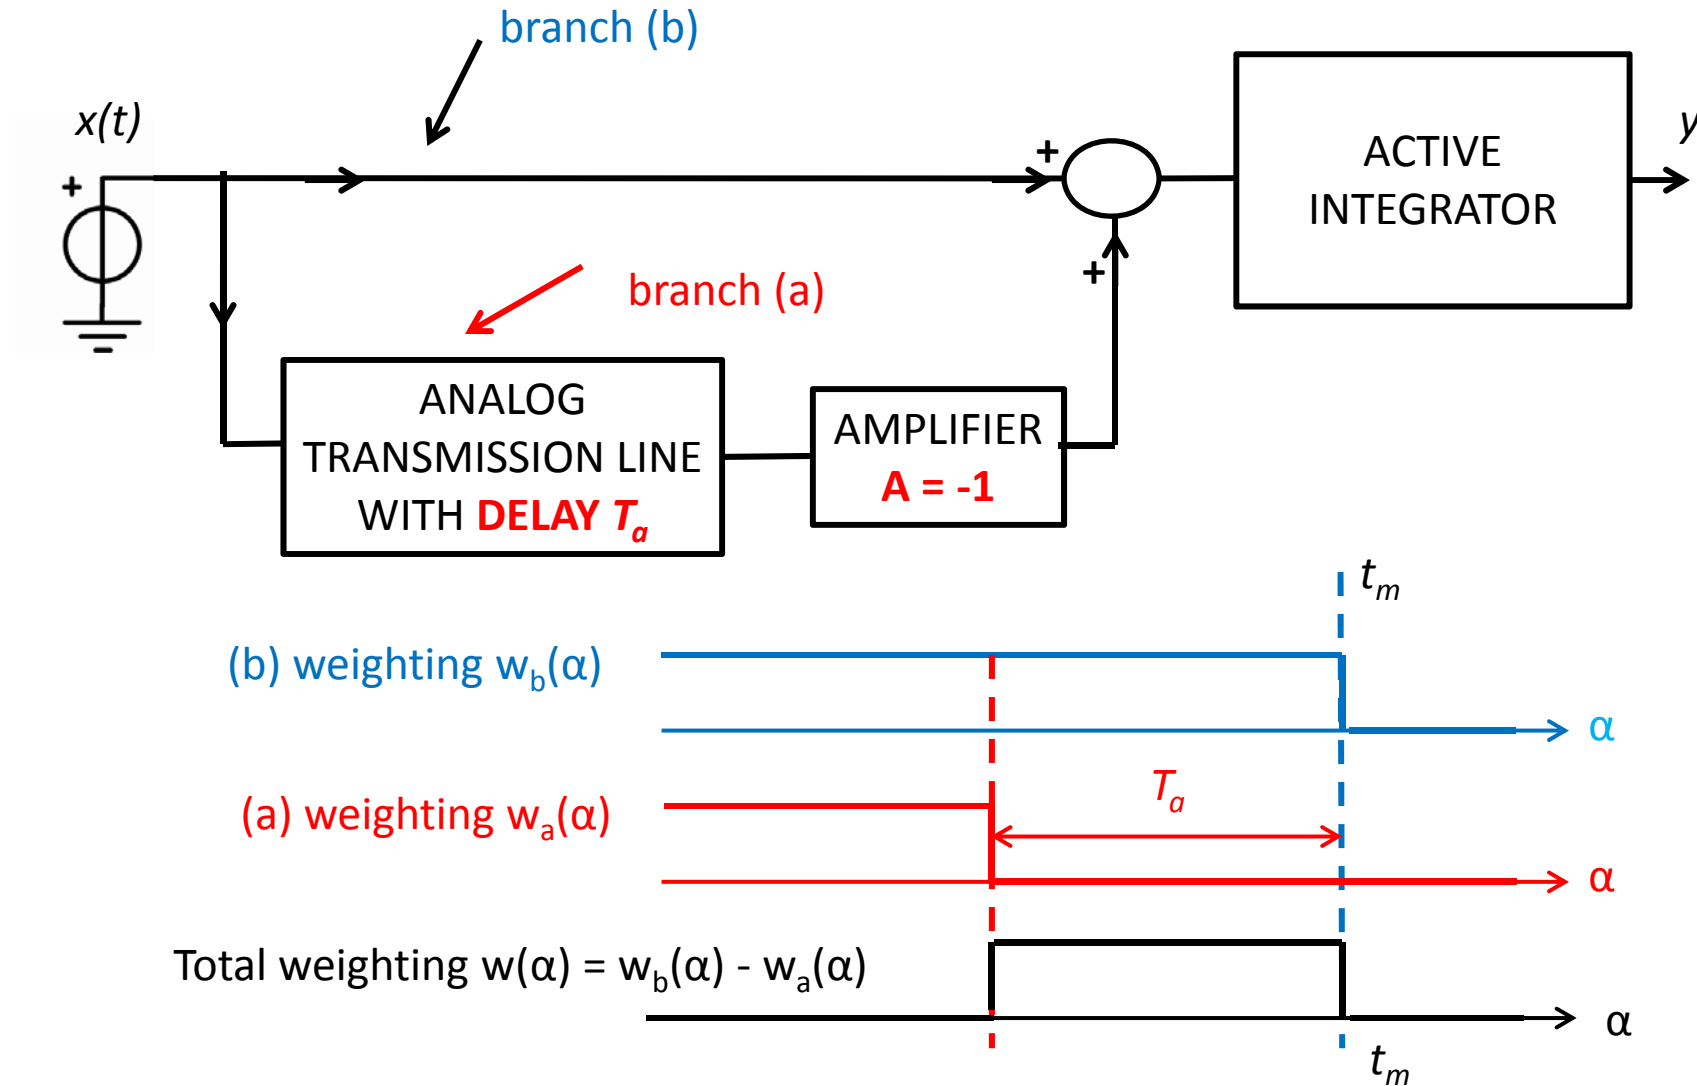 branch (b)
x(t)
+
+
ACTIVE
INTEGRATOR
y
branch (a)
+
ANALOG
TRANSMISSION LINE
WITH DELAY Ta
AMPLIFIER
A = -1
tm
(b) weighting wb(α)
α
(a) weighting wa(α)
Ta
α
Total weighting w(α) = wb(α) - wa(α)
α
tm